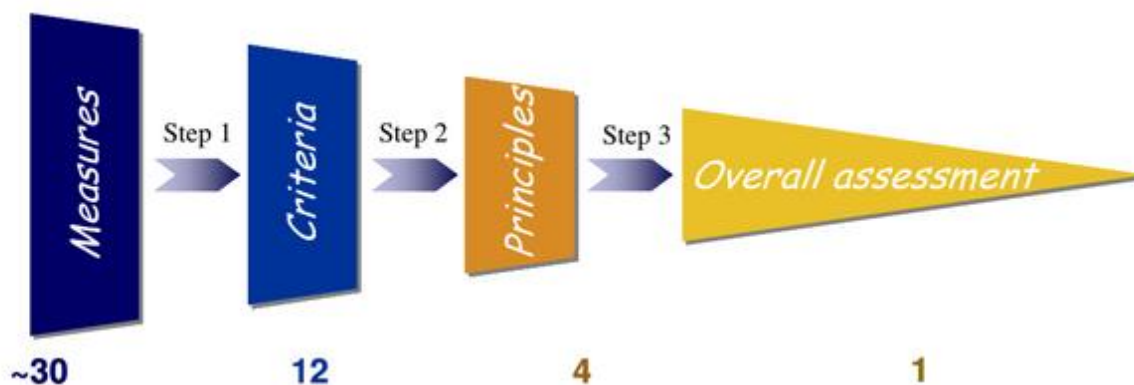 Measures
Step 1
Criteria
Step 2
Principles
Step 3
Overall assessment
~30
12
4
1